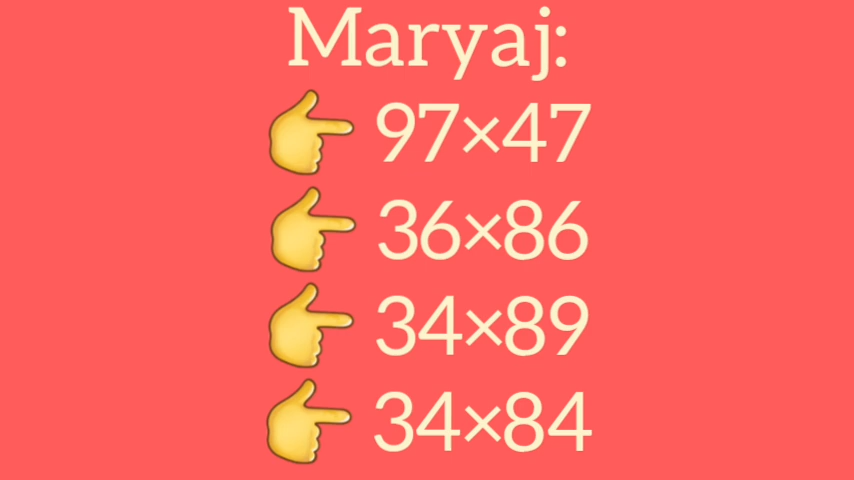 Maryaj:
👉 97×47
👉 36×86
👉 34×89
👉 34×84